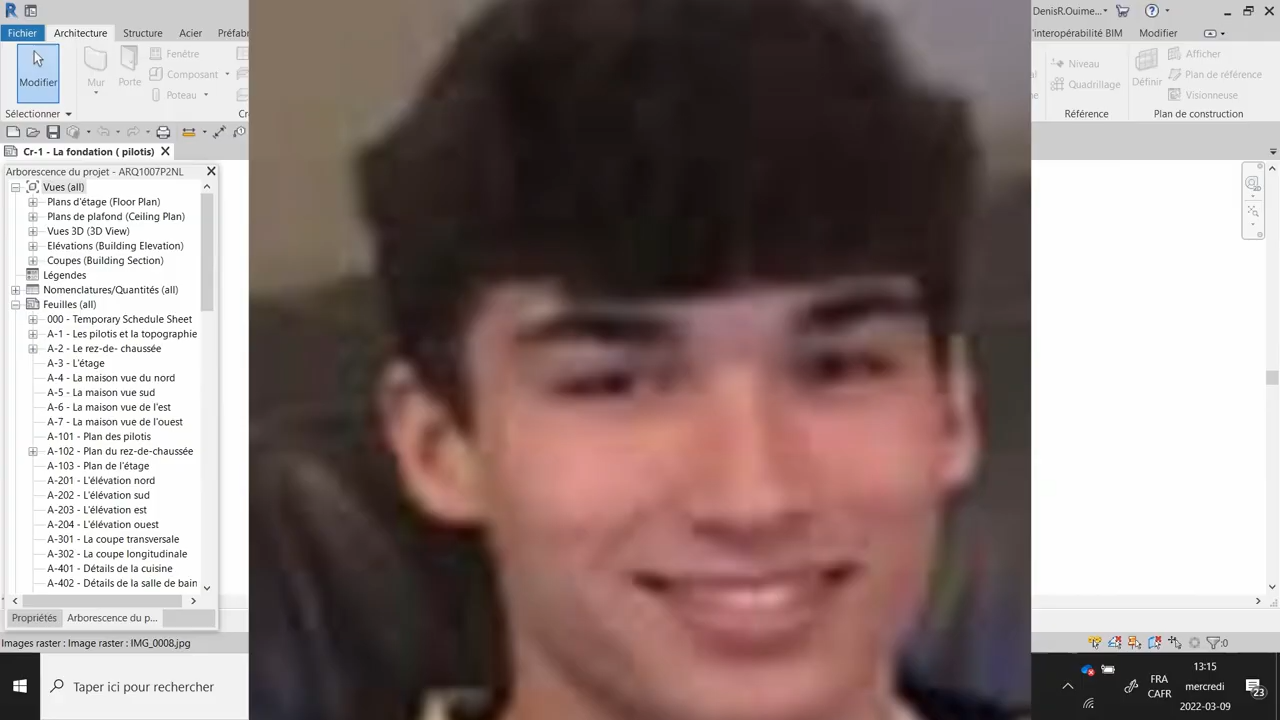 DenisR.Ouime...
Fichier Architecture Structure Acier Préfab
'interopérabilité BIM Modifier
Modifier
Mur
Porte
Fenêtre
Composant
Poteau
Niveau
Quadrillage
Définir
Afficher
Plan de référence
Visionneuse
Sélectionner
Cr
Référence
Plan de construction
Cr-1 - La fondation ( pilotis)
Arborescence du projet - ARQ1007P2NL
Vues (all)
Plans d'étage (Floor Plan)
Plans de plafond (Ceiling Plan)
Vues 3D (3D View)
Elévations (Building Elevation)
Coupes (Building Section)
Légendes
Nomenclatures/Quantités (all)
Feuilles (all)
000 - Temporary Schedule Sheet
A-1 - Les pilotis et la topographie
A-2 - Le rez-de- chaussée
A-3 - L'étage
A-4 - La maison vue du nord
A-5 - La maison vue sud
A-6 - La maison vue de l'est
A-7 - La maison vue de l'ouest
A-101 - Plan des pilotis
A-102 - Plan du rez-de-chaussée
A-103 - Plan de l'étage
A-201 - L'élévation nord
A-202 - L'élévation sud
A-203 - L'élévation est
A-204 - L'élévation ouest
A-301 - La coupe transversale
A-302 - La coupe longitudinale
A-401 - Détails de la cuisine
A-402 - Détails de la salle de bain
Propriétés Arborescence du p...
Images raster : Image raster : IMG_0008.jpg
:0
Taper ici pour rechercher
FRA
CAFR
13:15
mercredi
2022-03-09
23